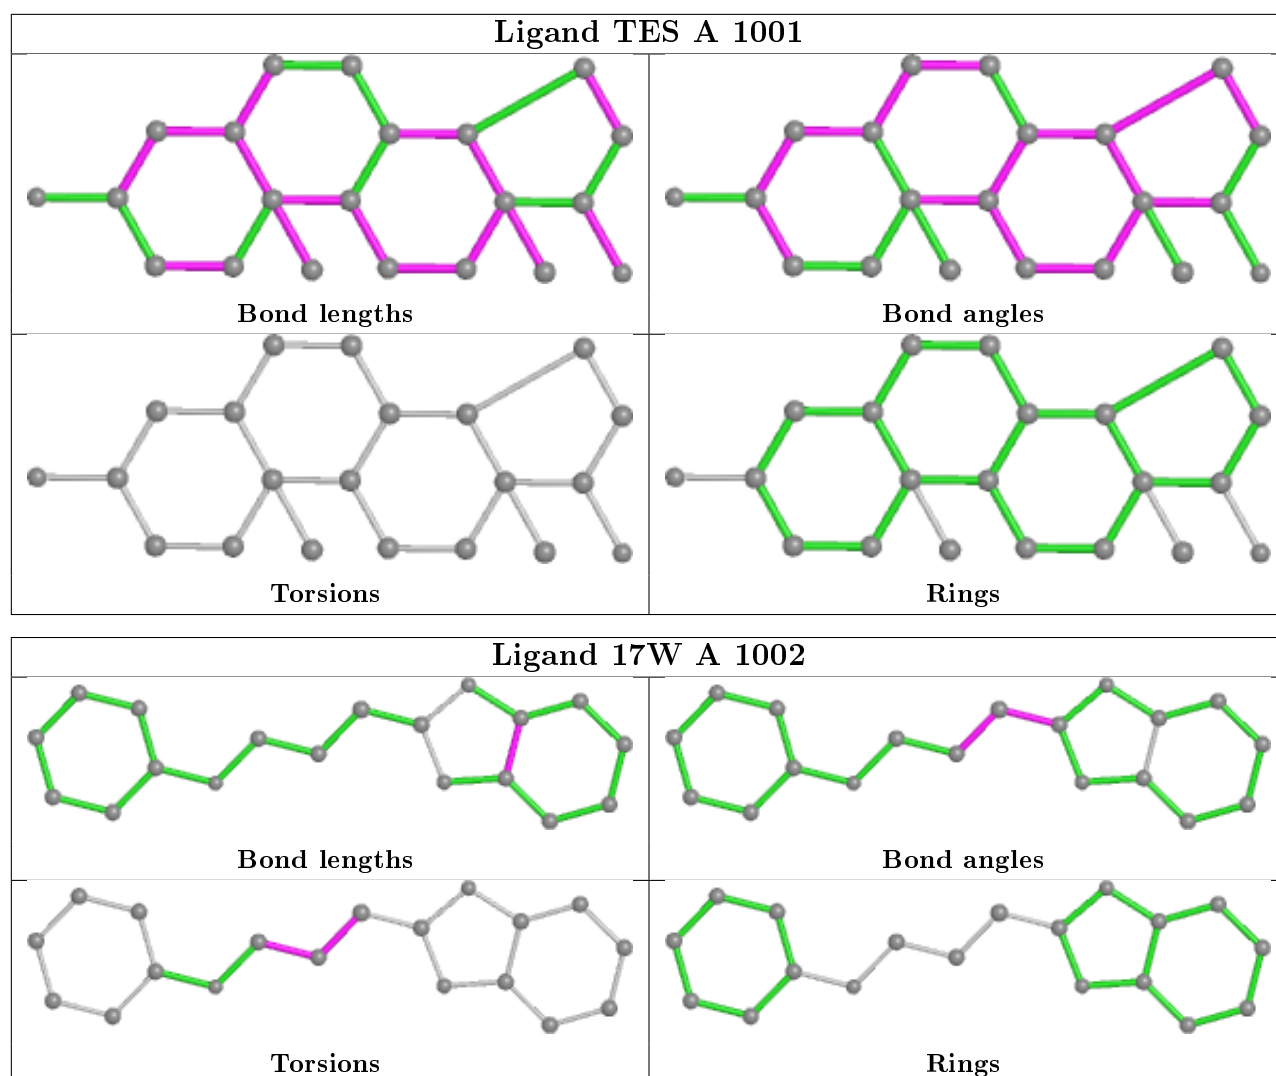 Ligand TES A 1001
Bond lengths
Bond angles
Torsions
Rings
Ligand 17W A 1002
Bond lengths
Bond angles
Torsions
Rings